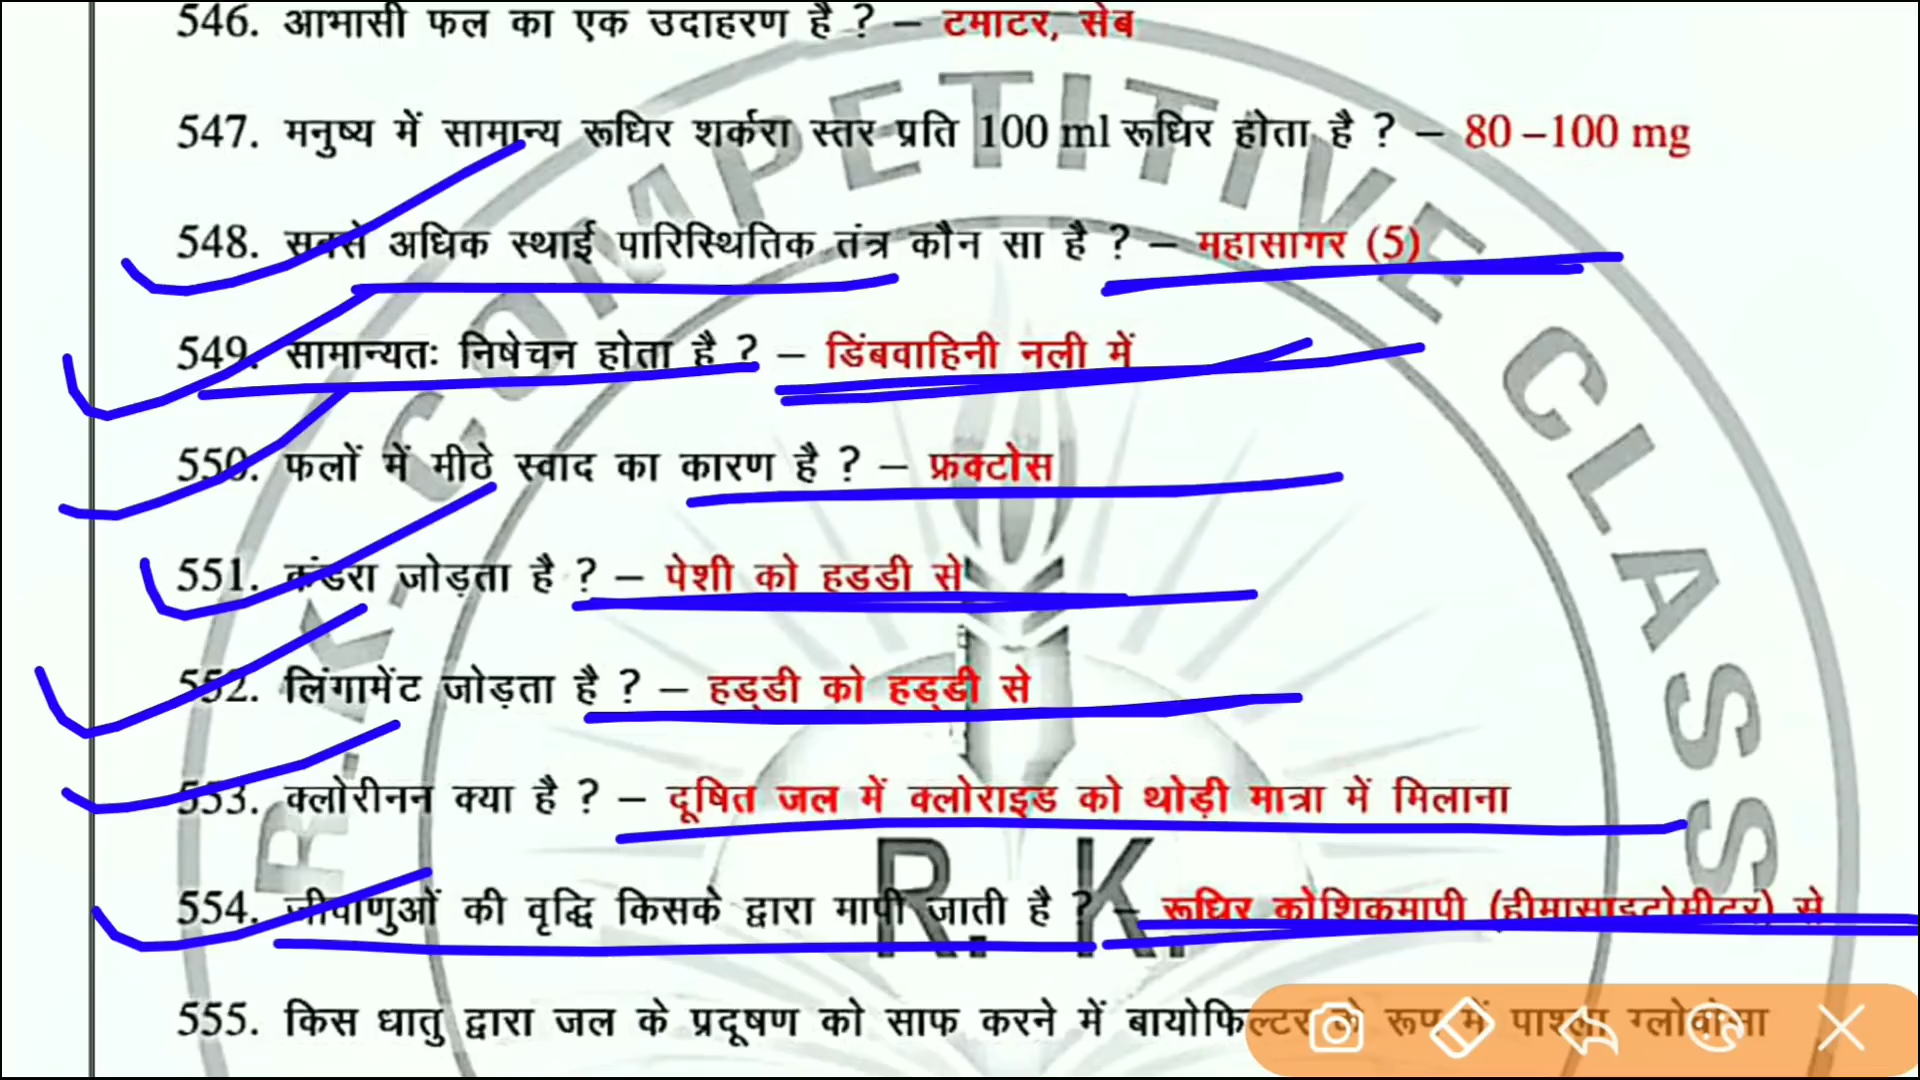 546. आभासी फल का एक उदाहरण है ? – टमाटर, सेब
547. मनुष्य में सामान्य रूधिर शर्करा स्तर प्रति 100 ml रूधिर होता है ? – 80 –100 mg
548. सबसे अधिक स्थाई पारिस्थितिक तंत्र कौन सा है ? – महासागर (5)
549. सामान्यतः निषेचन होता है ? – डिंबवाहिनी नली में
550. फलों में मीठे स्वाद का कारण है ? – फ्रक्टोस
551. कंडरा जोड़ता है ? – पेशी को हडडी से
552. लिंगामेंट जोड़ता है ? – हड्डी को हड्डी से
553. क्लोरीनन क्या है ? – दूषित जल में क्लोराइड को थोड़ी मात्रा में मिलाना
554. जीवाणुओं की वृद्धि किसके द्वारा मापी जाती है ? – रूधिर कोशिकमापी (हीमासाइटोमीटर) से
555. किस धातु द्वारा जल के प्रदूषण को साफ करने में बायोफिल्टर के रूप में पाश्ला ग्लोवोसा
R.K. COMPETITIVE CLASS
R. K.